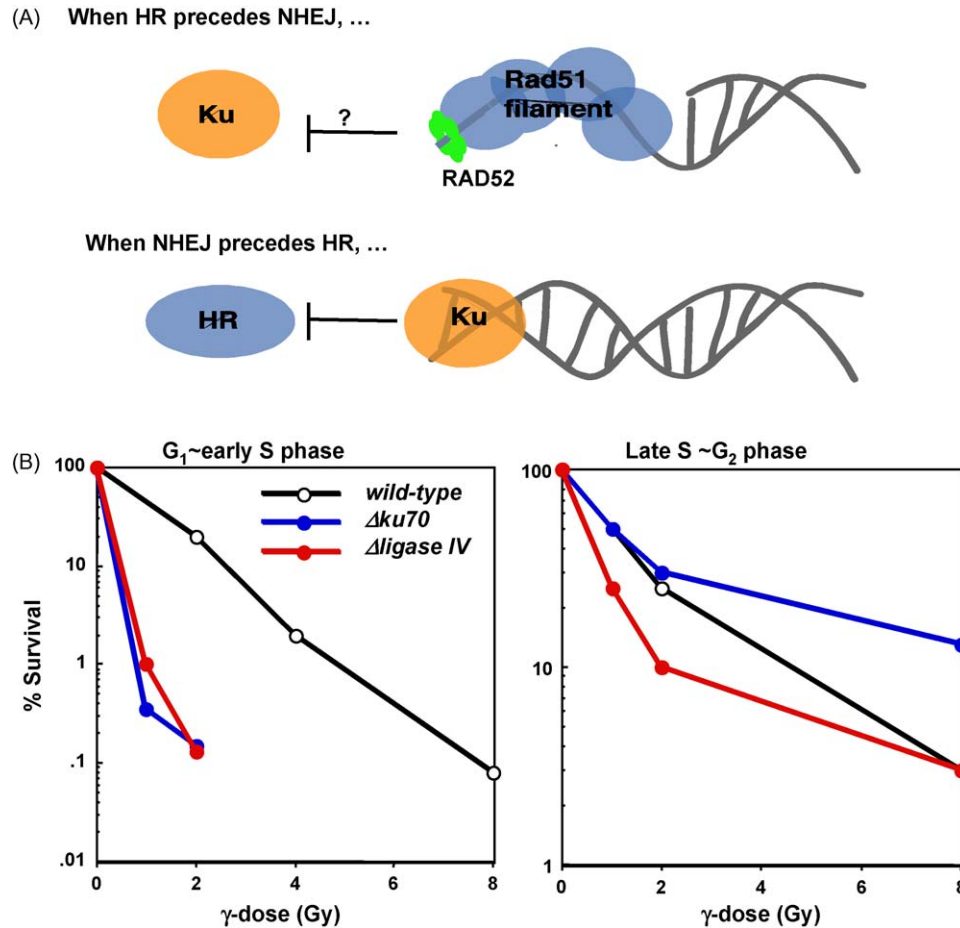 (A) When HR precedes NHEJ, ...
Ku
?
Rad51
filament
RAD52
When NHEJ precedes HR, ...
HR
Ku
(B)
G1~early S phase
Late S ~G2 phase
wild-type
Δku70
Δligase IV
% Survival
100
10
1
.1
.01
0 2 4 6 8
γ-dose (Gy)
100
10
1
0 2 4 6 8
γ-dose (Gy)